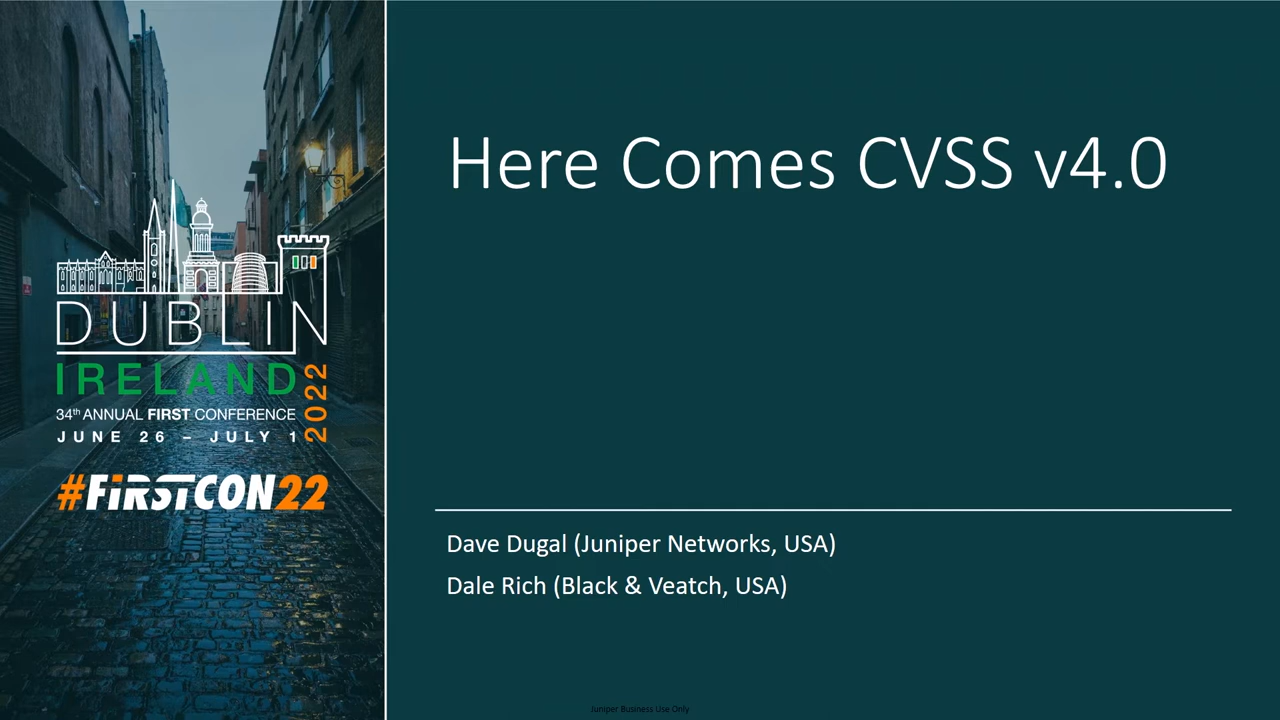 DUBLIN
IRELAND
2022
34th ANNUAL FIRST CONFERENCE
JUNE 26 – JULY 1
#FiRSTCON22
Here Comes CVSS v4.0
Dave Dugal (Juniper Networks, USA)
Dale Rich (Black & Veatch, USA)
Juniper Business Use Only